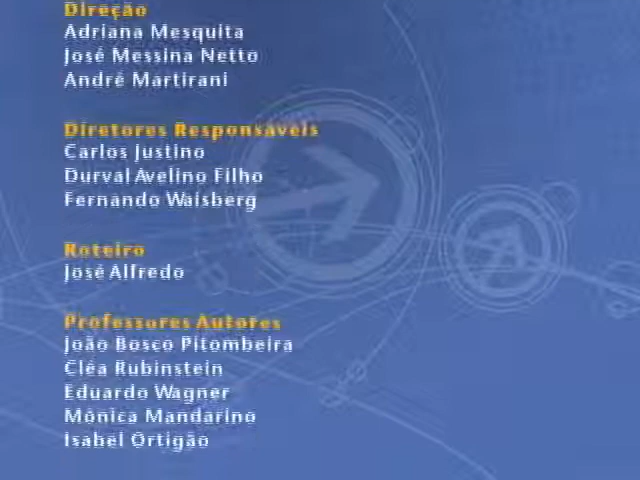 Direção
Adriana Mesquita
José Messina Netto
André Martirani
Diretores Responsáveis
Carlos Justino
Durval Avelino Filho
Fernando Waisberg
Roteiro
José Alfredo
Professores Autores
João Bosco Pitombeira
Cléa Rubinstein
Eduardo Wagner
Mônica Mandarino
Isabel Ortigão